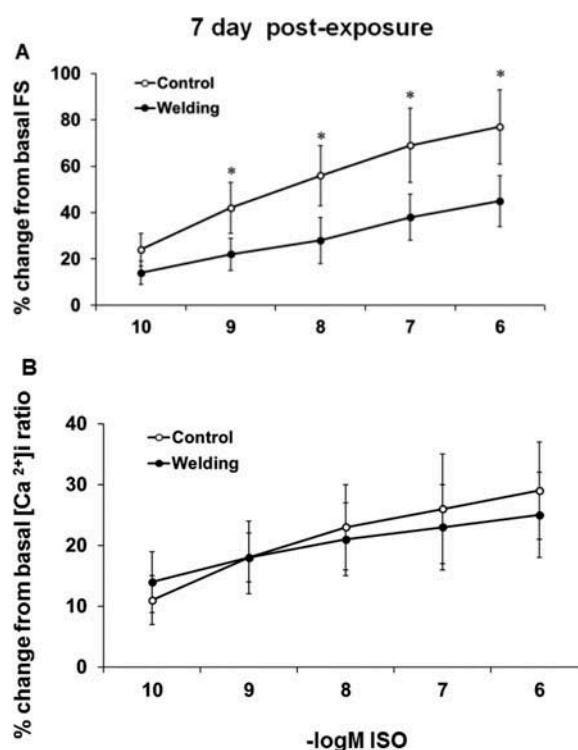 7 day post-exposure
A
% change from basal FS
100
80
60
40
20
0
Control
Welding
*
*
*
*
10 9 8 7 6
B
% change from basal [Ca 2+]i ratio
40
30
20
10
0
Control
Welding
10 9 8 7 6
-logM ISO